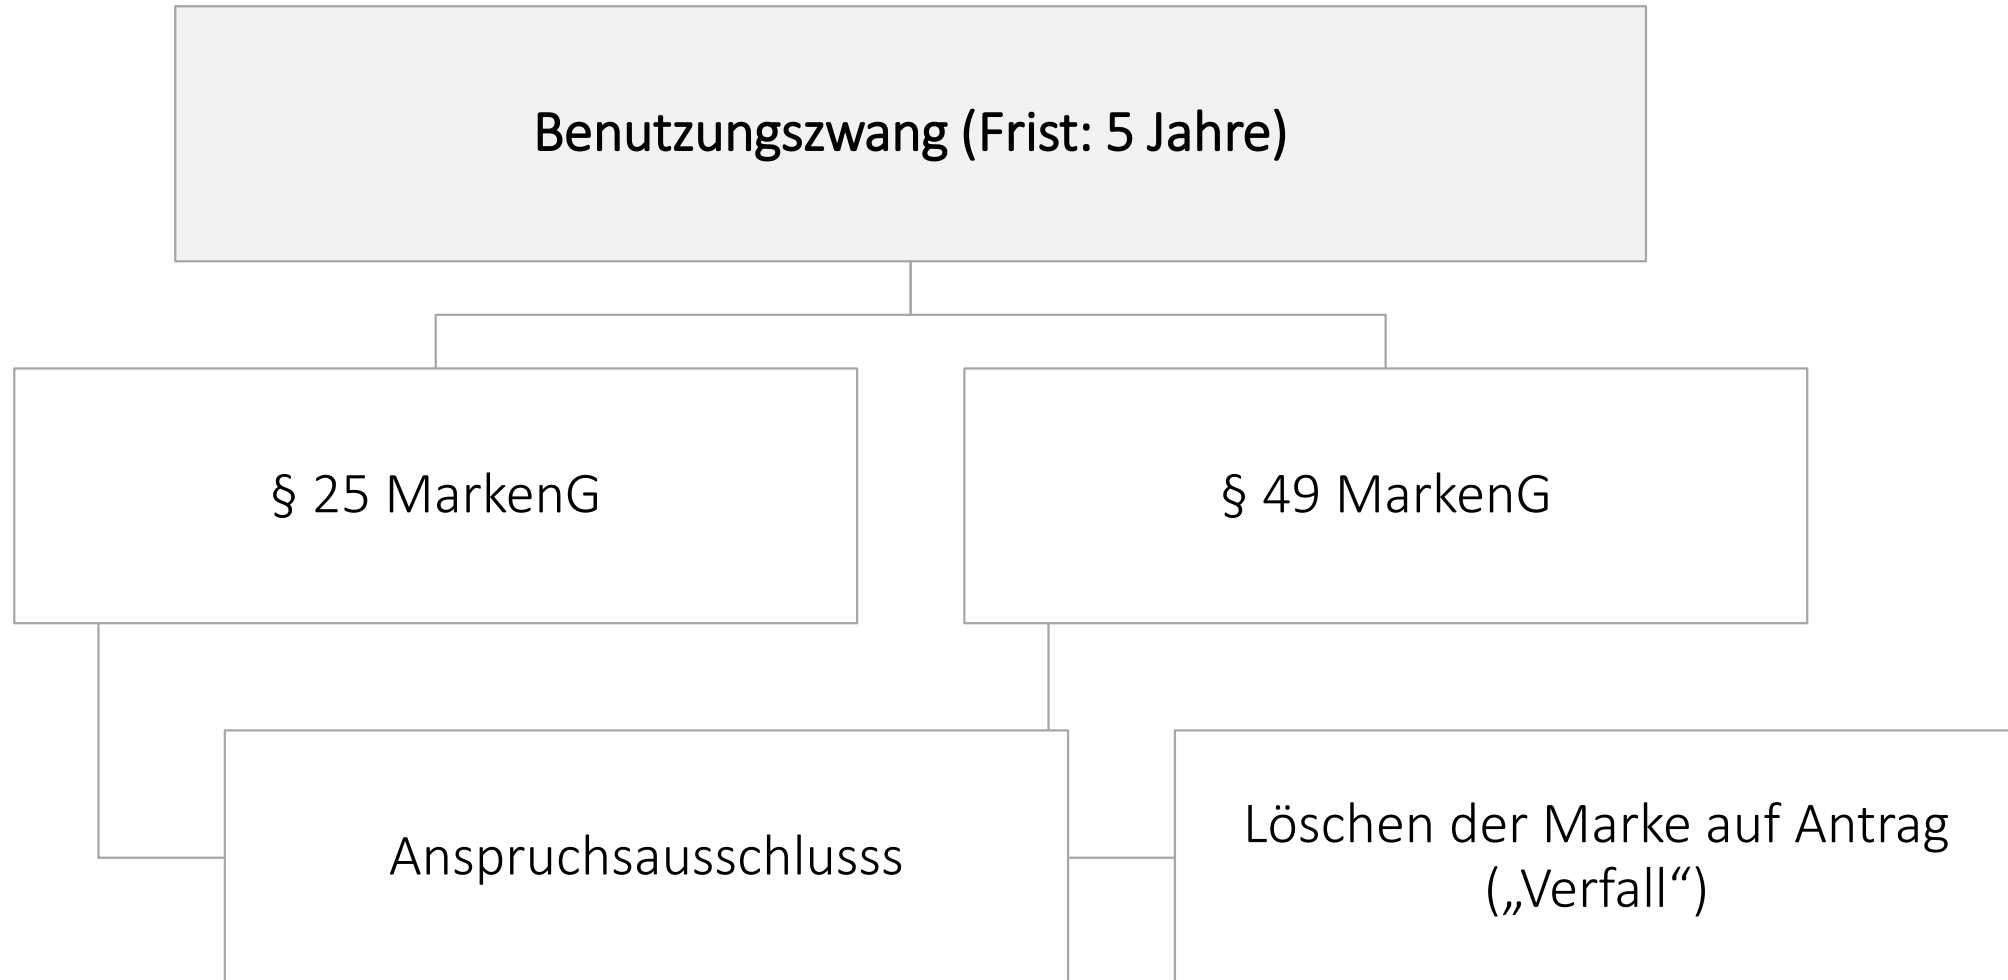 Benutzungszwang (Frist: 5 Jahre)
§ 25 MarkenG
§ 49 MarkenG
Anspruchsausschlusss
Löschen der Marke auf Antrag
(„Verfall“)